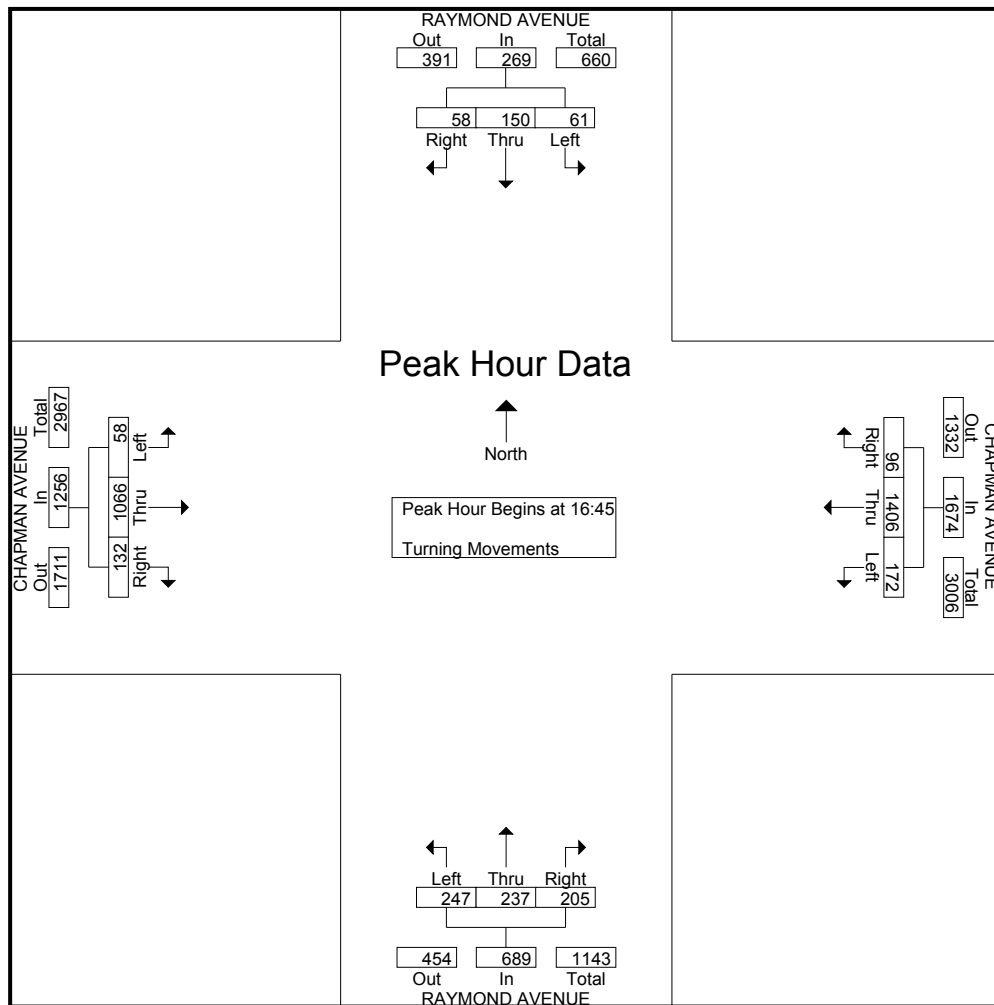 RAYMOND AVENUE
Out In Total
391 269 660
58 150 61
Right Thru Left
Peak Hour Data
North
Peak Hour Begins at 16:45
Turning Movements
CHAPMAN AVENUE
Out In Total
1711 1256 2967
132 1066 58
Right Thru Left
CHAPMAN AVENUE
Out In Total
1332 1674 3006
96 1406 172
Right Thru Left
Left Thru Right
247 237 205
454 689 1143
Out In Total
RAYMOND AVENUE